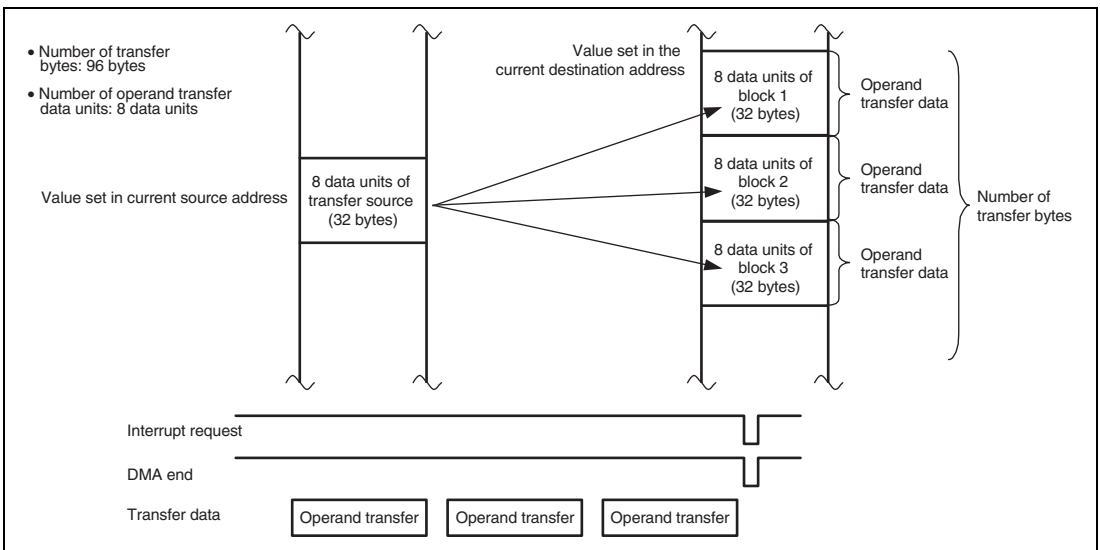 • Number of transfer
bytes: 96 bytes
• Number of operand transfer
data units: 8 data units
Value set in current source address
8 data units of
transfer source
(32 bytes)
Value set in the
current destination address
8 data units of
block 1
(32 bytes)
Operand
transfer data
8 data units of
block 2
(32 bytes)
Operand
transfer data
8 data units of
block 3
(32 bytes)
Operand
transfer data
Number of
transfer bytes
Interrupt request
DMA end
Transfer data
Operand transfer
Operand transfer
Operand transfer